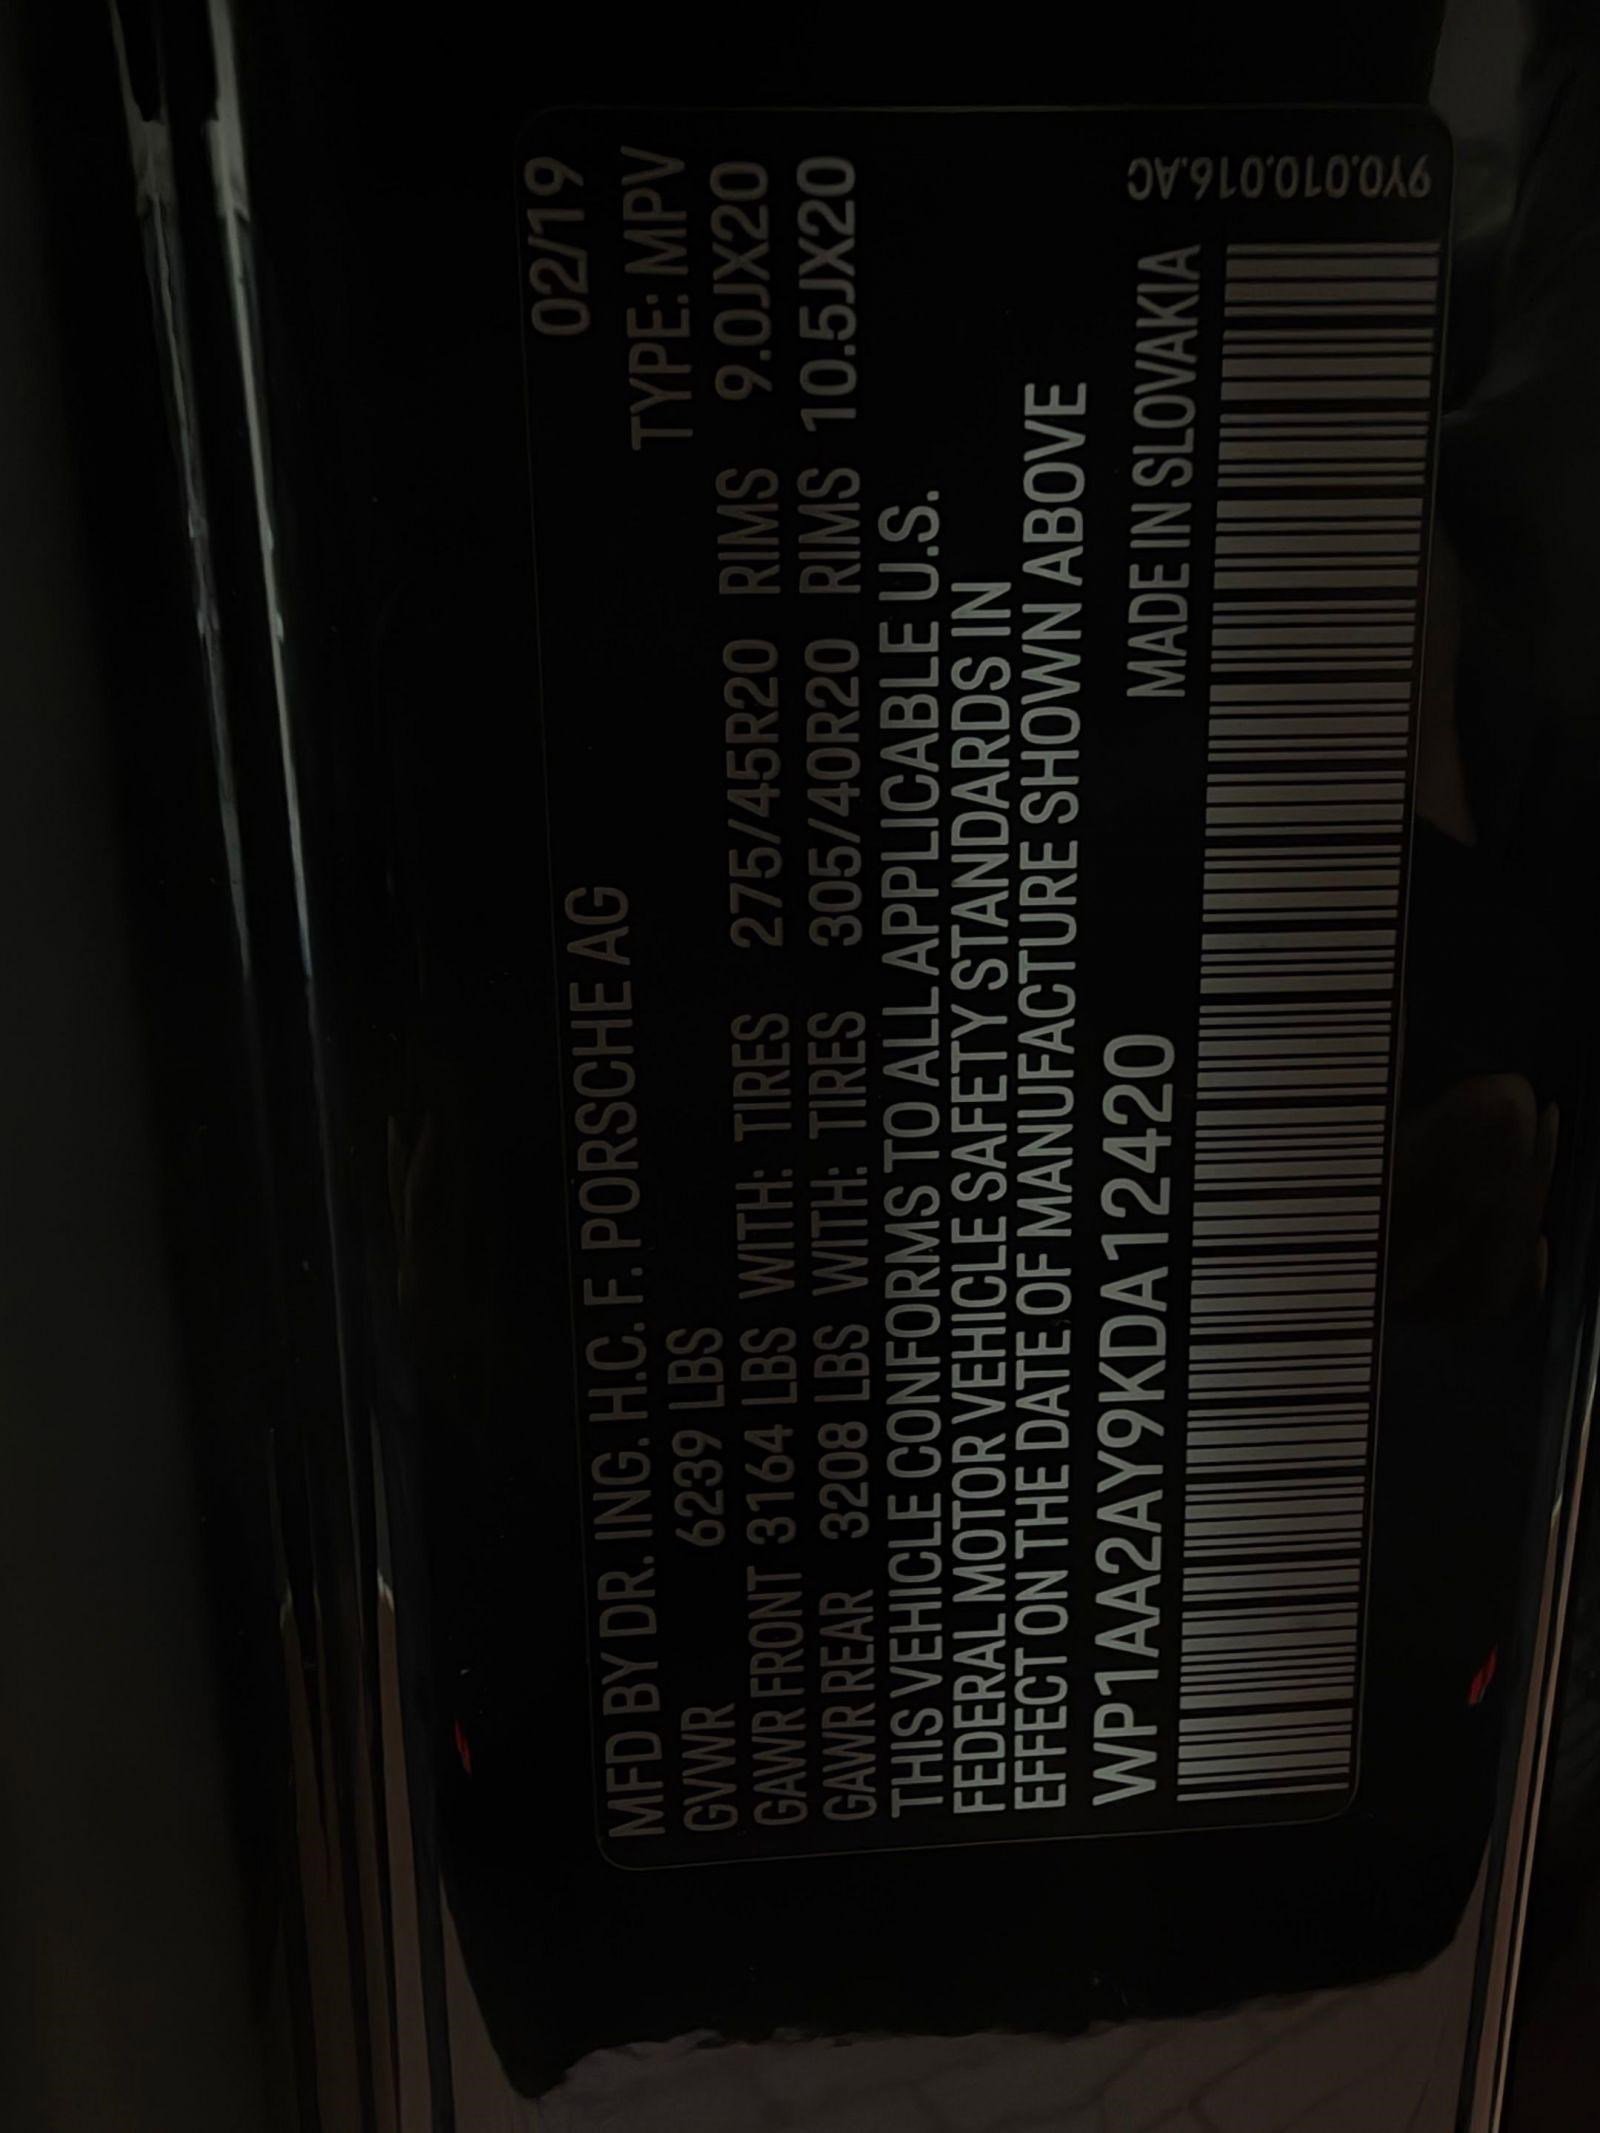 MFD BY DR. ING. H.C. F. PORSCHE AG 02/19
GVWR 6239 LBS TYPE: MPV
GAWR FRONT 3164 LBS WITH: TIRES 275/45R20 RIMS 9.0JX20
GAWR REAR 3208 LBS WITH: TIRES 305/40R20 RIMS 10.5JX20
THIS VEHICLE CONFORMS TO ALL APPLICABLE U.S.
FEDERAL MOTOR VEHICLE SAFETY STANDARDS IN
EFFECT ON THE DATE OF MANUFACTURE SHOWN ABOVE
WP1AA2AY9KDA12420 MADE IN SLOVAKIA
9Y0.010.016.AC